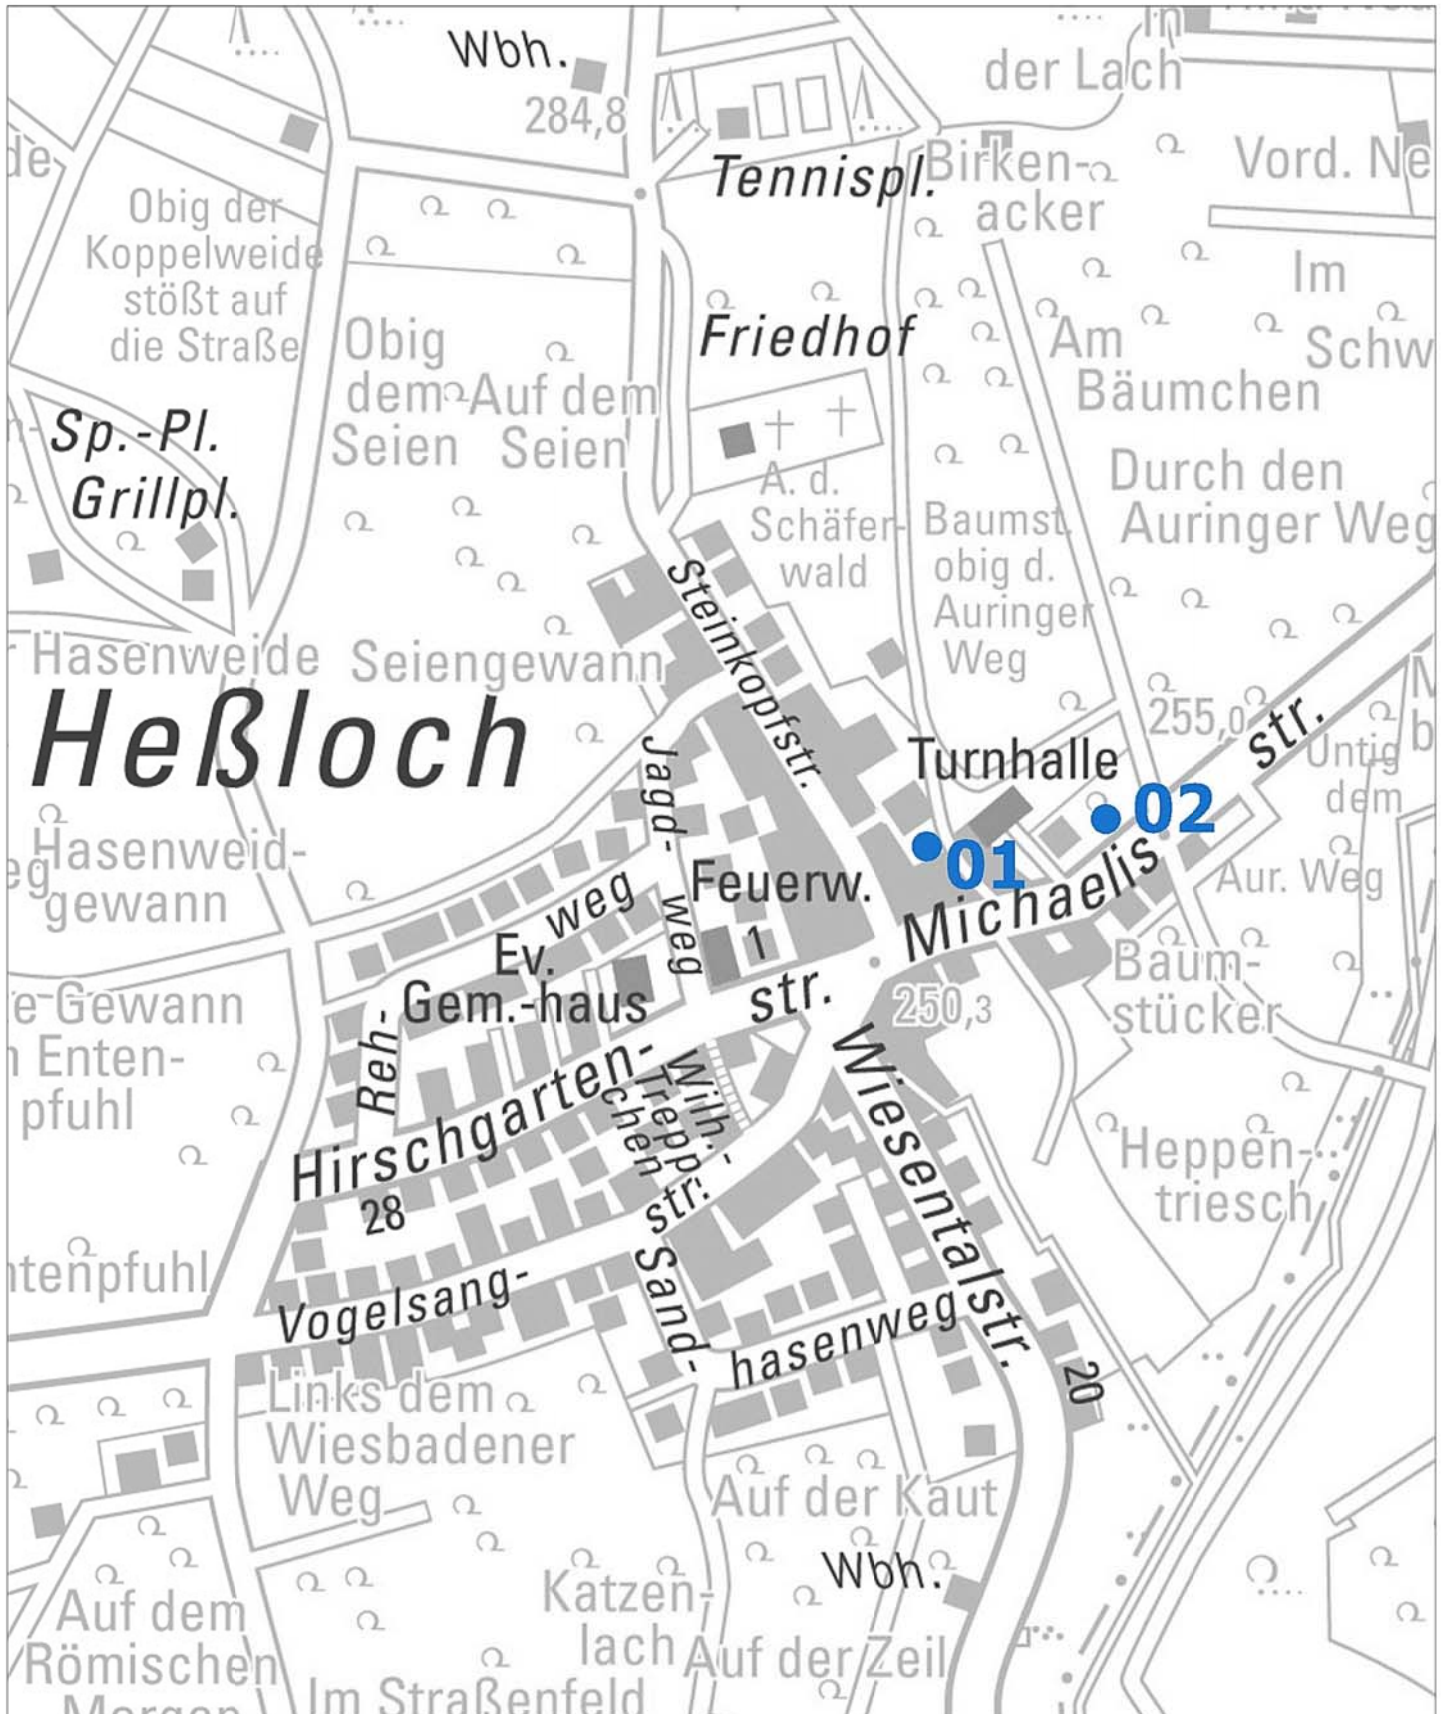 In
der Lach
Wbh.
284,8
de
Tennispl.
Birken-
acker
Vord. Ne
Obig der
Koppelweide
stößt auf
die Straße
Im
Schw
Friedhof
Obig
dem
Seien
Auf dem
Seien
Am
Bäumchen
Sp.-Pl.
Grillpl.
A. d.
Schäfer-
wald
Baumst.
obig d.
Auringer
Weg
Durch den
Auringer Weg
Steinkopfstr.
Hasenweide
Seiengewann
Heßloch
255,0
Turnhalle
02
01
Michaelis
str.
Untig
dem
Aur. Weg
Jagd-
weg
Feuerw.
1
Hasenweid-
gewann
eg
weg
Reh-
Ev.
Gem.-haus
str.
Hirschgarten-
28
250,3
Baum-
stücker
e Gewann
Enten-
pfuhl
Wilh.-
Trepp-
chen
Wiesentalstr.
20
Heppen-
triesch
ntenpfuhl
Vogelsang-
str.
Sand-
hasenweg
Links dem
Wiesbadener
Weg
Auf der Kaut
Wbh.
Katzen-
lach
Auf der Zeil
Auf dem
Römischen
Morgen
Im Straßenfeld